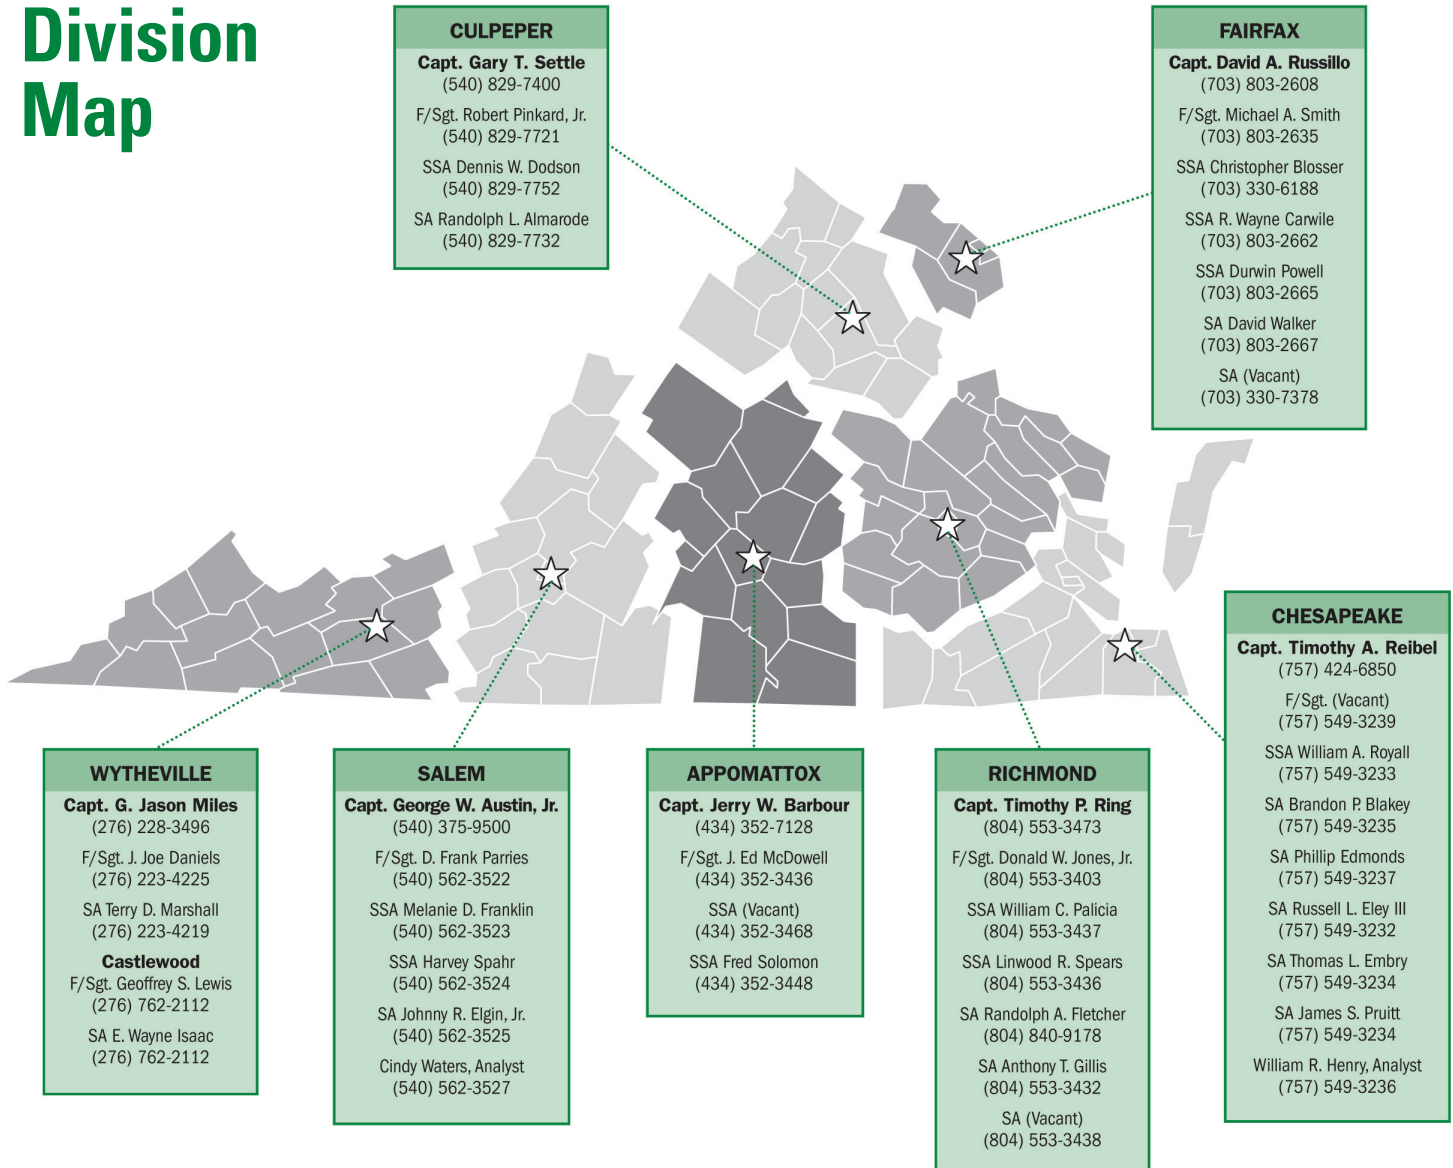 Division
Map
CULPEPER
Capt. Gary T. Settle
(540) 829-7400
F/Sgt. Robert Pinkard, Jr.
(540) 829-7721
SSA Dennis W. Dodson
(540) 829-7752
SA Randolph L. Almarode
(540) 829-7732
FAIRFAX
Capt. David A. Russillo
(703) 803-2608
F/Sgt. Michael A. Smith
(703) 803-2635
SSA Christopher Blosser
(703) 330-6188
SSA R. Wayne Carwile
(703) 803-2662
SSA Durwin Powell
(703) 803-2665
SA David Walker
(703) 803-2667
SA (Vacant)
(703) 330-7378
WYTHEVILLE
Capt. G. Jason Miles
(276) 228-3496
F/Sgt. J. Joe Daniels
(276) 223-4225
SA Terry D. Marshall
(276) 223-4219
Castlewood
F/Sgt. Geoffrey S. Lewis
(276) 762-2112
SA E. Wayne Isaac
(276) 762-2112
SALEM
Capt. George W. Austin, Jr.
(540) 375-9500
F/Sgt. D. Frank Parries
(540) 562-3522
SSA Melanie D. Franklin
(540) 562-3523
SSA Harvey Spahr
(540) 562-3524
SA Johnny R. Elgin, Jr.
(540) 562-3525
Cindy Waters, Analyst
(540) 562-3527
APPOMATTOX
Capt. Jerry W. Barbour
(434) 352-7128
F/Sgt. J. Ed McDowell
(434) 352-3436
SSA (Vacant)
(434) 352-3468
SSA Fred Solomon
(434) 352-3448
RICHMOND
Capt. Timothy P. Ring
(804) 553-3473
F/Sgt. Donald W. Jones, Jr.
(804) 553-3403
SSA William C. Palicia
(804) 553-3437
SSA Linwood R. Spears
(804) 553-3436
SA Randolph A. Fletcher
(804) 840-9178
SA Anthony T. Gillis
(804) 553-3432
SA (Vacant)
(804) 553-3438
CHESAPEAKE
Capt. Timothy A. Reibel
(757) 424-6850
F/Sgt. (Vacant)
(757) 549-3239
SSA William A. Royall
(757) 549-3233
SA Brandon P. Blakey
(757) 549-3235
SA Phillip Edmonds
(757) 549-3237
SA Russell L. Eley III
(757) 549-3232
SA Thomas L. Embry
(757) 549-3234
SA James S. Pruitt
(757) 549-3234
William R. Henry, Analyst
(757) 549-3236